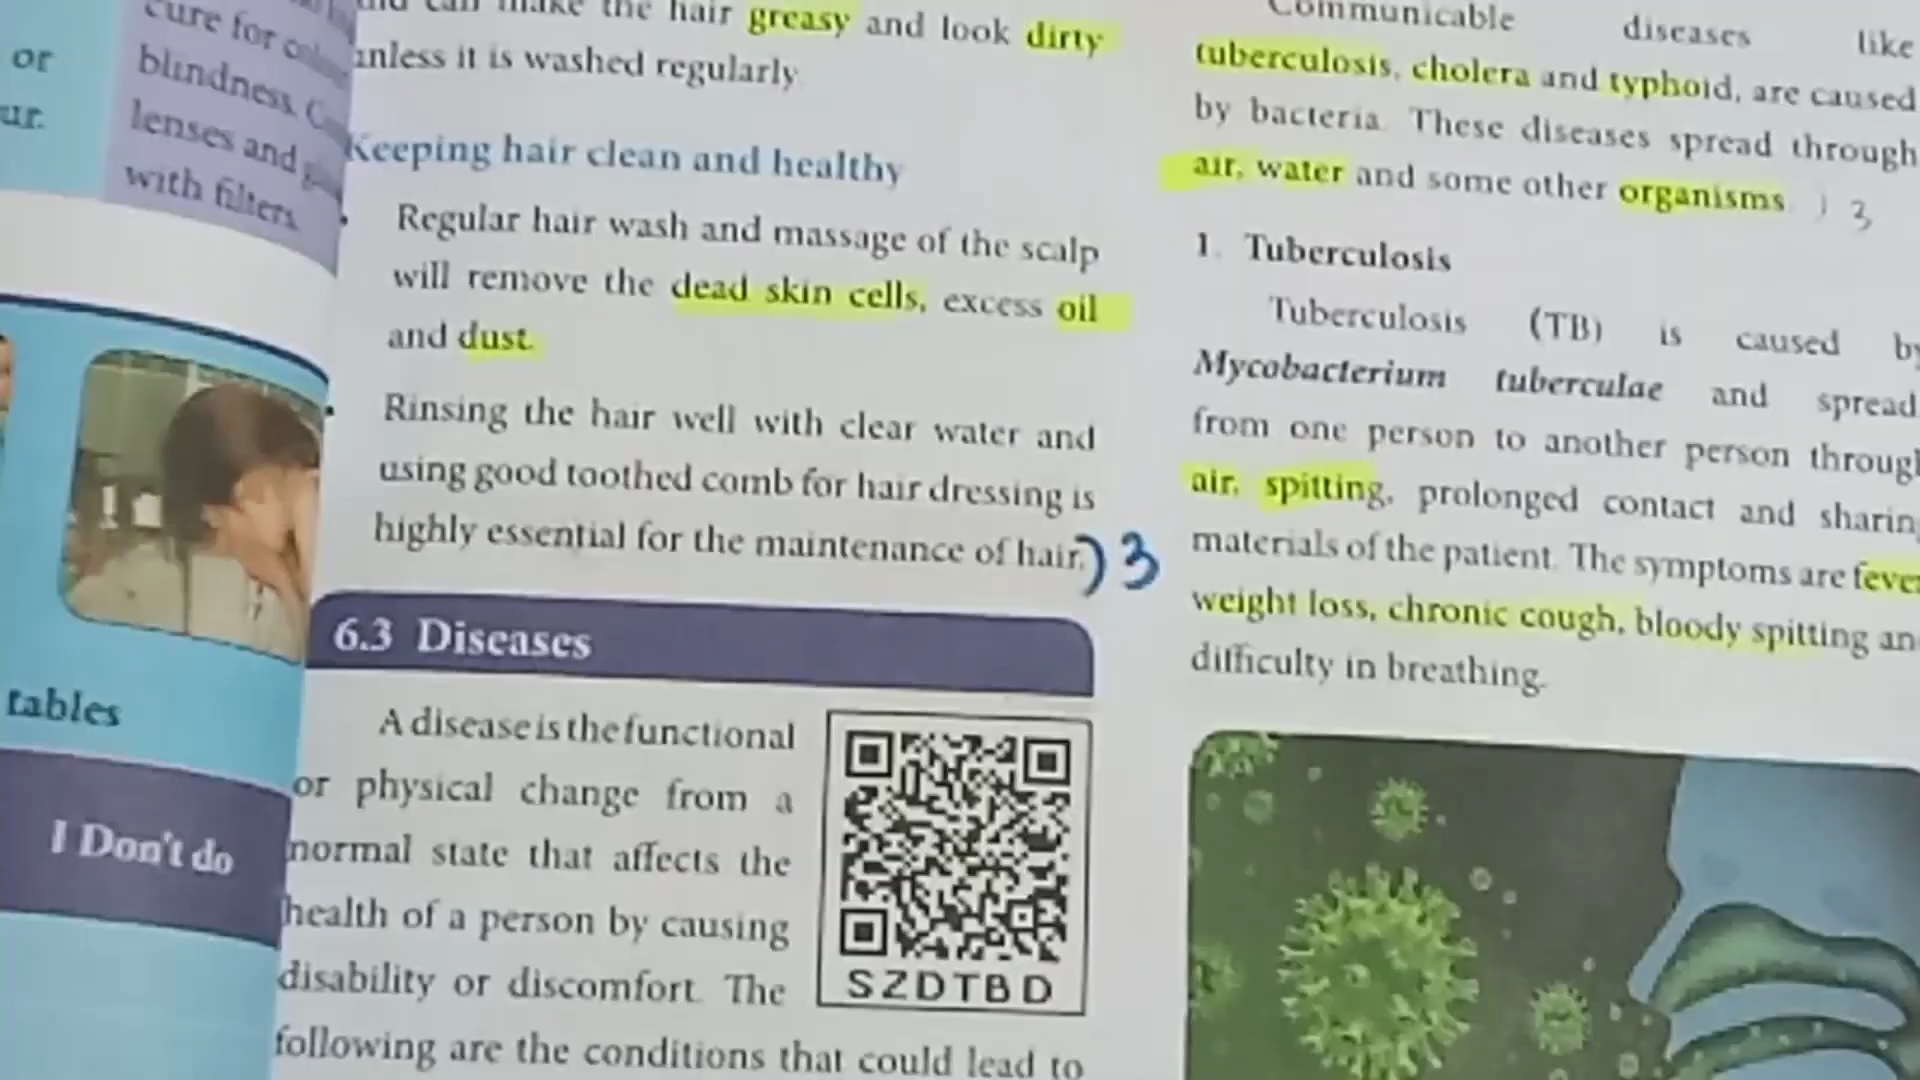 or
ur.
cure for
blindness.
lenses and
with filters.
tables
I Don't do
can make the hair greasy and look dirty
unless it is washed regularly.
Keeping hair clean and healthy
Regular hair wash and massage of the scalp
will remove the dead skin cells, excess oil
and dust.
Rinsing the hair well with clear water and
using good toothed comb for hair dressing is
highly essential for the maintenance of hair.) 3
6.3 Diseases
A disease is the functional
or physical change from a
normal state that affects the
health of a person by causing
disability or discomfort. The
following are the conditions that could lead to
SZDTBD
Communicable diseases like
tuberculosis, cholera and typhoid, are caused
by bacteria. These diseases spread through
air, water and some other organisms. ) 3
1. Tuberculosis
Tuberculosis (TB) is caused by
Mycobacterium tuberculae and spread
from one person to another person through
air, spitting, prolonged contact and sharin
materials of the patient. The symptoms are fever
weight loss, chronic cough, bloody spitting an
difficulty in breathing.